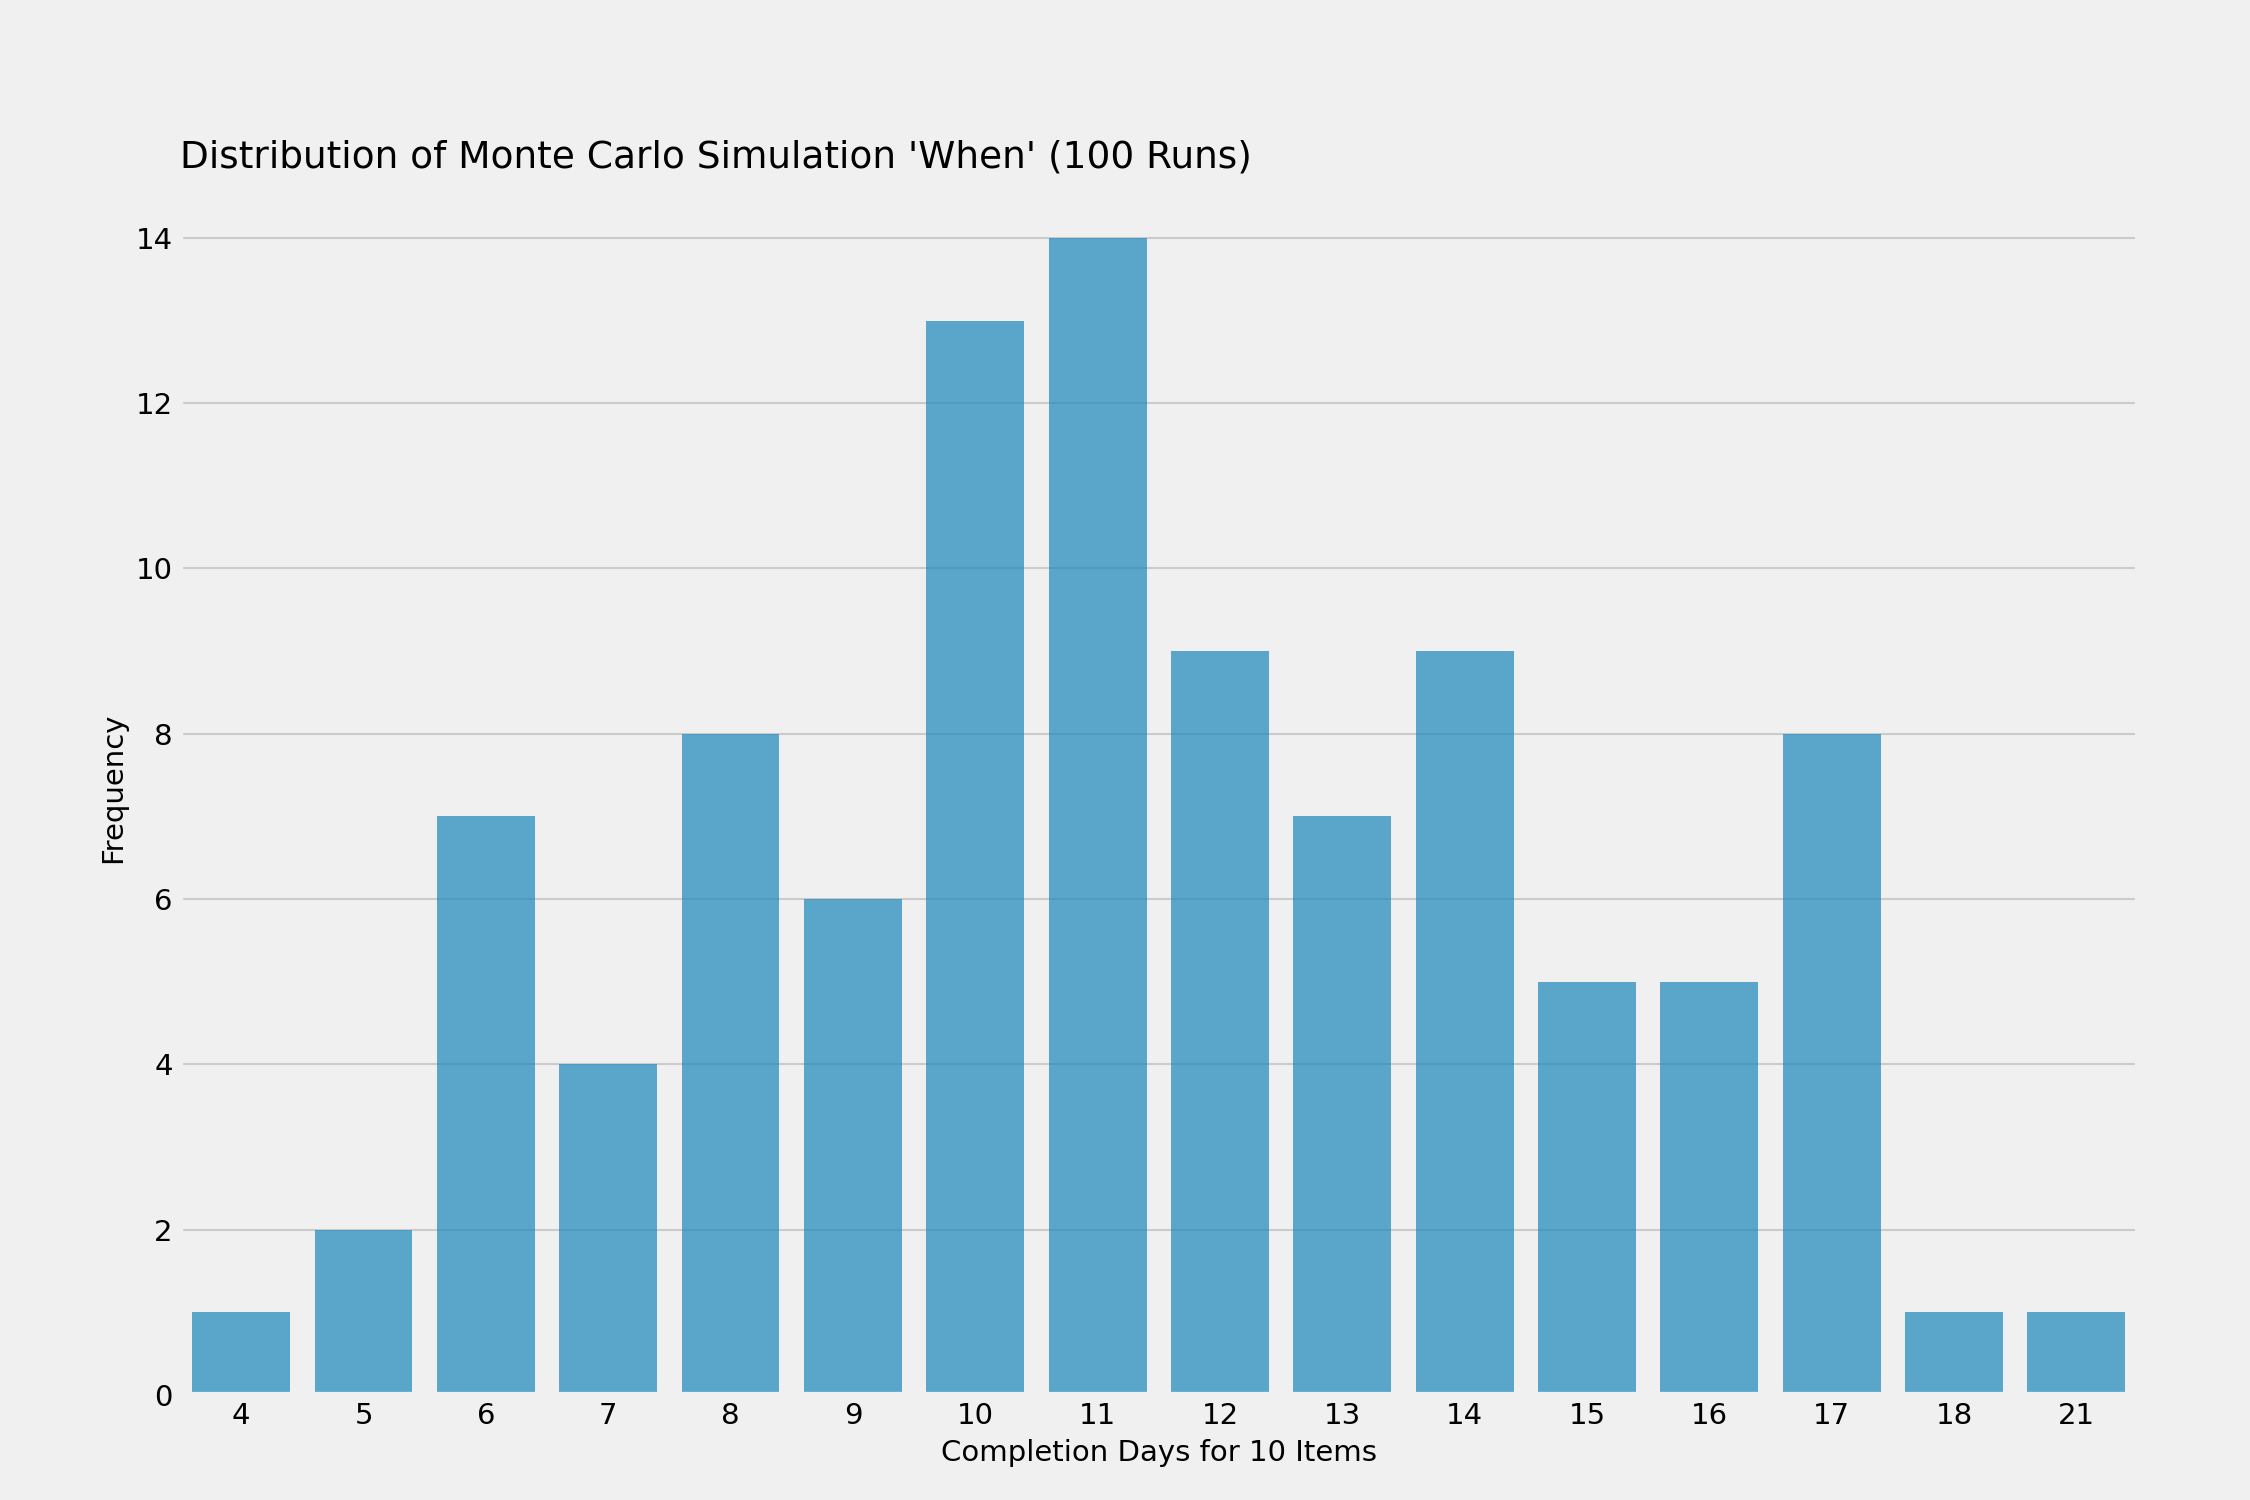 Distribution of Monte Carlo Simulation 'When' (100 Runs)
14
12
10
8
6
4
2
0
Frequency
4 5 6 7 8 9 10 11 12 13 14 15 16 17 18 21
Completion Days for 10 Items